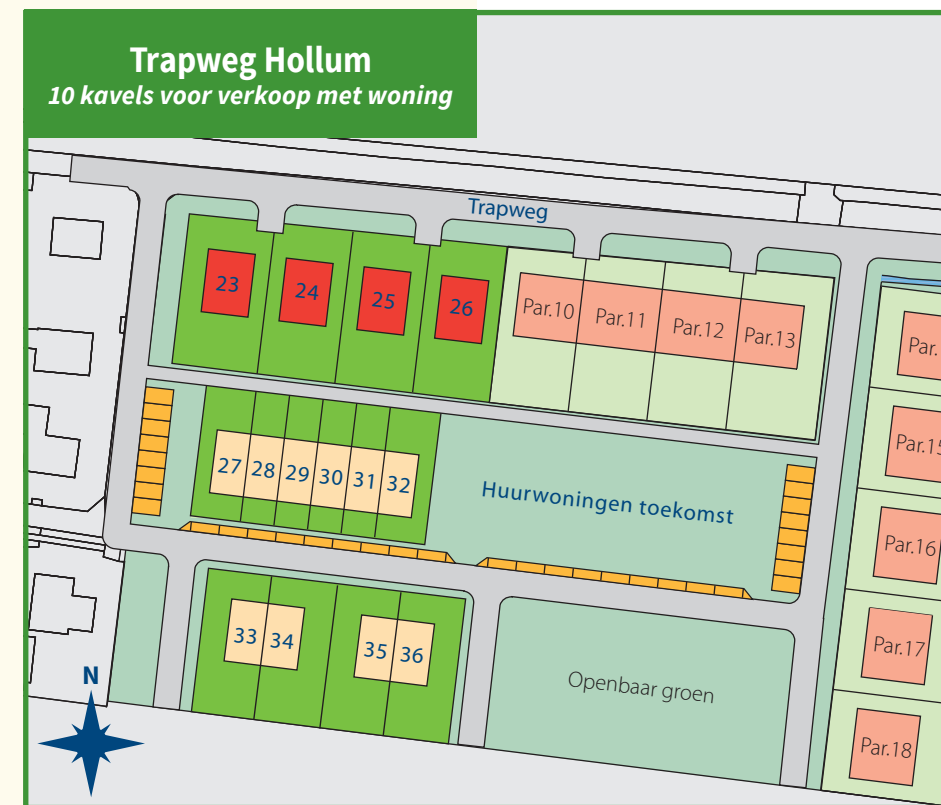 Trapweg Hollum
10 kavels voor verkoop met woning
Trapweg
23
24
25
26
Par.10
Par.11
Par.12
Par.13
Par.
Par.15
27
28
29
30
31
32
Huurwoningen toekomst
Par.16
33
34
35
36
Par.17
Openbaar groen
N
Par.18